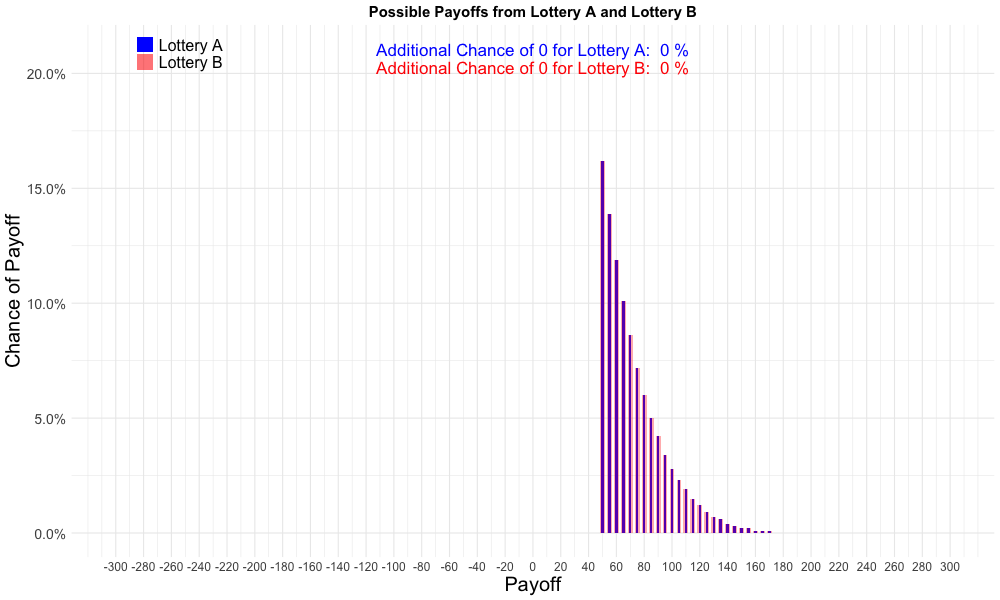 Possible Payoffs from Lottery A and Lottery B
Lottery A
Lottery B
Additional Chance of 0 for Lottery A:  0 %
Additional Chance of 0 for Lottery B:  0 %
Chance of Payoff
20.0%
15.0%
10.0%
5.0%
0.0%
-300 -280 -260 -240 -220 -200 -180 -160 -140 -120 -100 -80 -60 -40 -20 0 20 40 60 80 100 120 140 160 180 200 220 240 260 280 300
Payoff